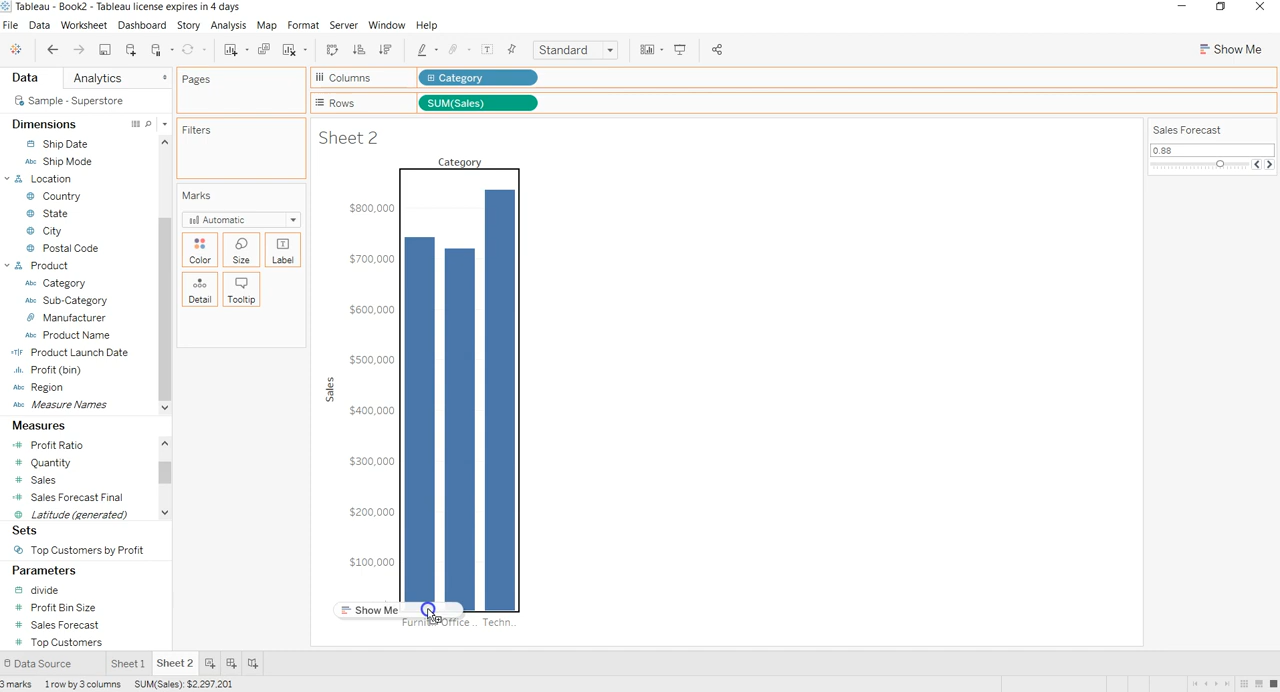 Tableau - Book2 - Tableau license expires in 4 days
File Data Worksheet Dashboard Story Analysis Map Format Server Window Help
Standard
Show Me
Data Analytics
Sample - Superstore
Dimensions
Ship Date
Abc Ship Mode
Location
Country
State
City
Postal Code
Product
Abc Category
Abc Sub-Category
Manufacturer
Abc Product Name
=T|F Product Launch Date
Profit (bin)
Abc Region
Abc Measure Names
Measures
=# Profit Ratio
# Quantity
# Sales
=# Sales Forecast Final
Latitude (generated)
Sets
Top Customers by Profit
Parameters
divide
# Profit Bin Size
# Sales Forecast
# Top Customers
Pages
Filters
Marks
Automatic
Color Size Label
Detail Tooltip
Columns Category
Rows SUM(Sales)
Sheet 2
Category
$800,000
$700,000
$600,000
$500,000
$400,000
$300,000
$200,000
$100,000
Sales
Show Me
Furni.. Office .. Techn..
Sales Forecast
0.88
Data Source Sheet 1 Sheet 2
3 marks 1 row by 3 columns SUM(Sales): $2,297,201